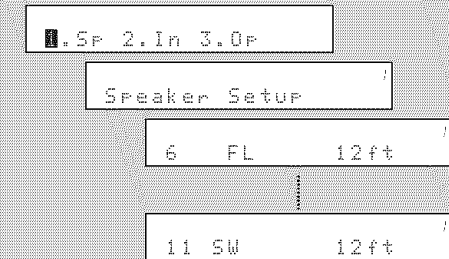 1.Sp 2.In 3.Op
Speaker Setup
6 FL 12ft
11 SW 12ft